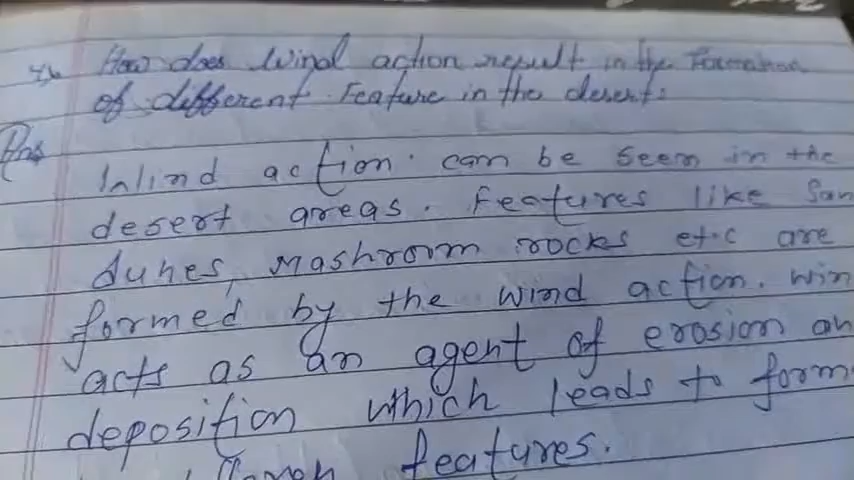 How does Wind action result in the Formation
of different Feature in the desert.
Ans
Wind action. can be seen in the
desert areas. Features like San
dunes, Mashroom rocks etc are
formed by the wind action. win
acts as an agent of erosion an
deposition which leads to form
features.